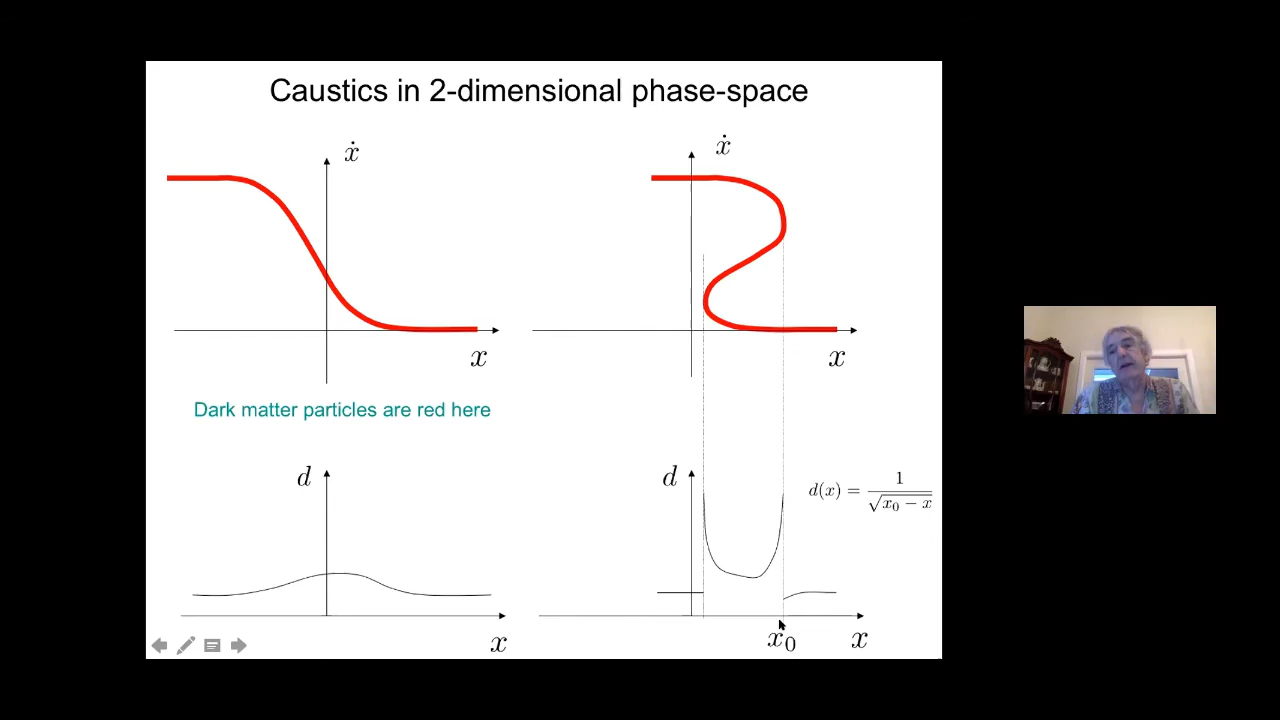 Caustics in 2-dimensional phase-space
ẋ
ẋ
x
x
Dark matter particles are red here
d
d
d(x) = 1/√(x₀ − x)
x
x₀
x